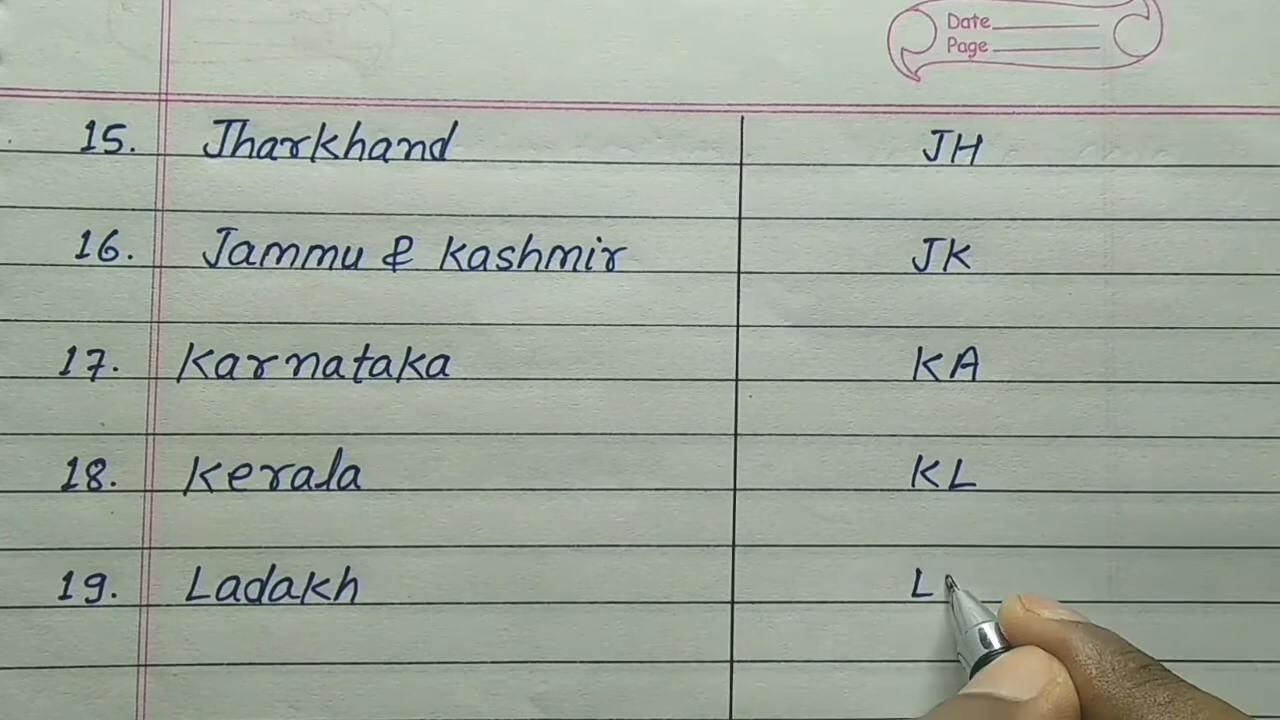 Date
Page
15. Jharkhand JH
16. Jammu & Kashmir JK
17. Karnataka KA
18. Kerala KL
19. Ladakh L